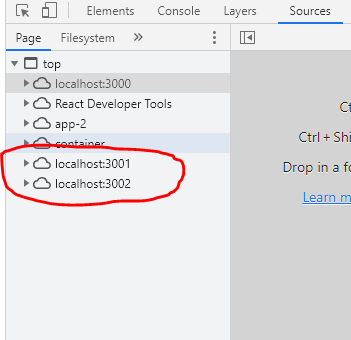 Elements Console Layers Sources
Page Filesystem »
top
localhost:3000
React Developer Tools
app-2
container
localhost:3001
localhost:3002
Ct
Ctrl + Shi
Drop in a fo
Learn m